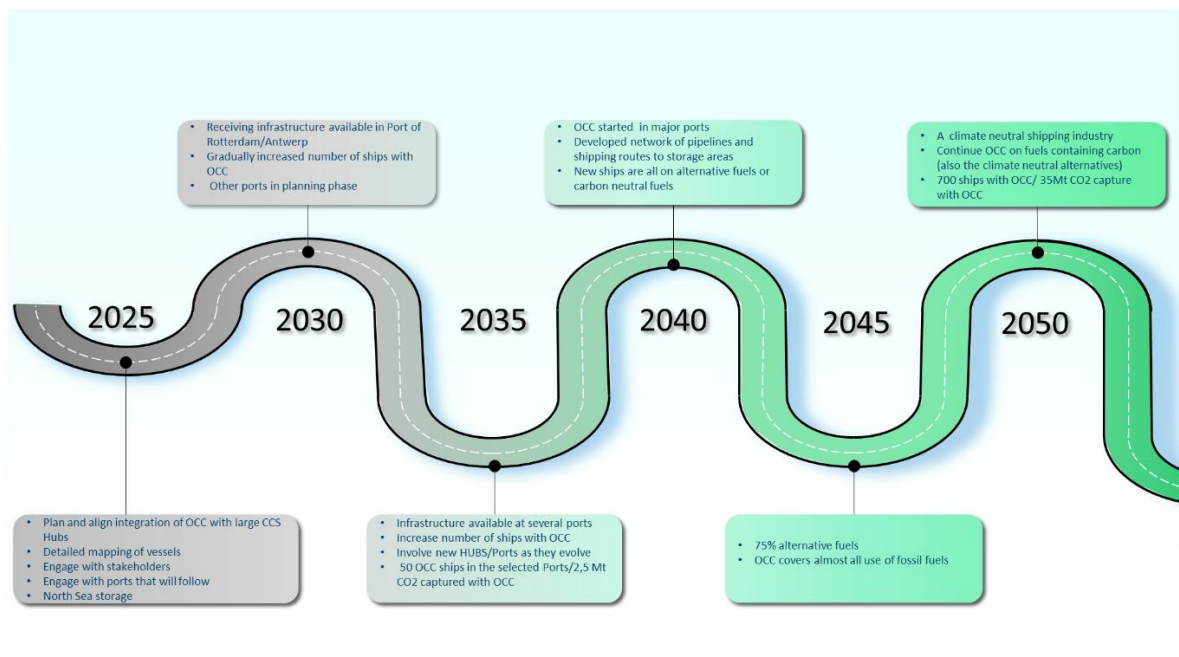 • Receiving infrastructure available in Port of
Rotterdam/Antwerp
• Gradually increased number of ships with
OCC
• Other ports in planning phase
• OCC started in major ports
• Developed network of pipelines and
shipping routes to storage areas
• New ships are all on alternative fuels or
carbon neutral fuels
• A climate neutral shipping industry
• Continue OCC on fuels containing carbon
(also the climate neutral alternatives)
• 700 ships with OCC/ 35Mt CO2 capture
with OCC
2025
2030
2035
2040
2045
2050
• Plan and align integration of OCC with large CCS
Hubs
• Detailed mapping of vessels
• Engage with stakeholders
• Engage with ports that will follow
• North Sea storage
• Infrastructure available at several ports
• Increase number of ships with OCC
• Involve new HUBS/Ports as they evolve
• 50 OCC ships in the selected Ports/2,5 Mt
CO2 captured with OCC
• 75% alternative fuels
• OCC covers almost all use of fossil fuels